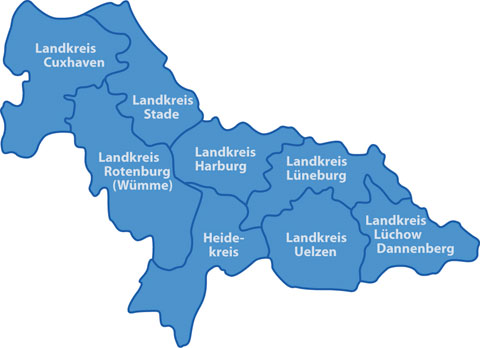 Landkreis
Cuxhaven
Landkreis
Stade
Landkreis
Rotenburg
(Wümme)
Landkreis
Harburg
Landkreis
Lüneburg
Heide-
kreis
Landkreis
Uelzen
Landkreis
Lüchow
Dannenberg